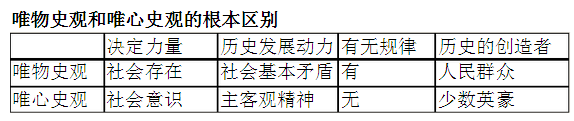 唯物史观和唯心史观的根本区别
决定力量 历史发展动力 有无规律 历史的创造者
唯物史观 社会存在 社会基本矛盾 有 人民群众
唯心史观 社会意识 主客观精神 无 少数英豪